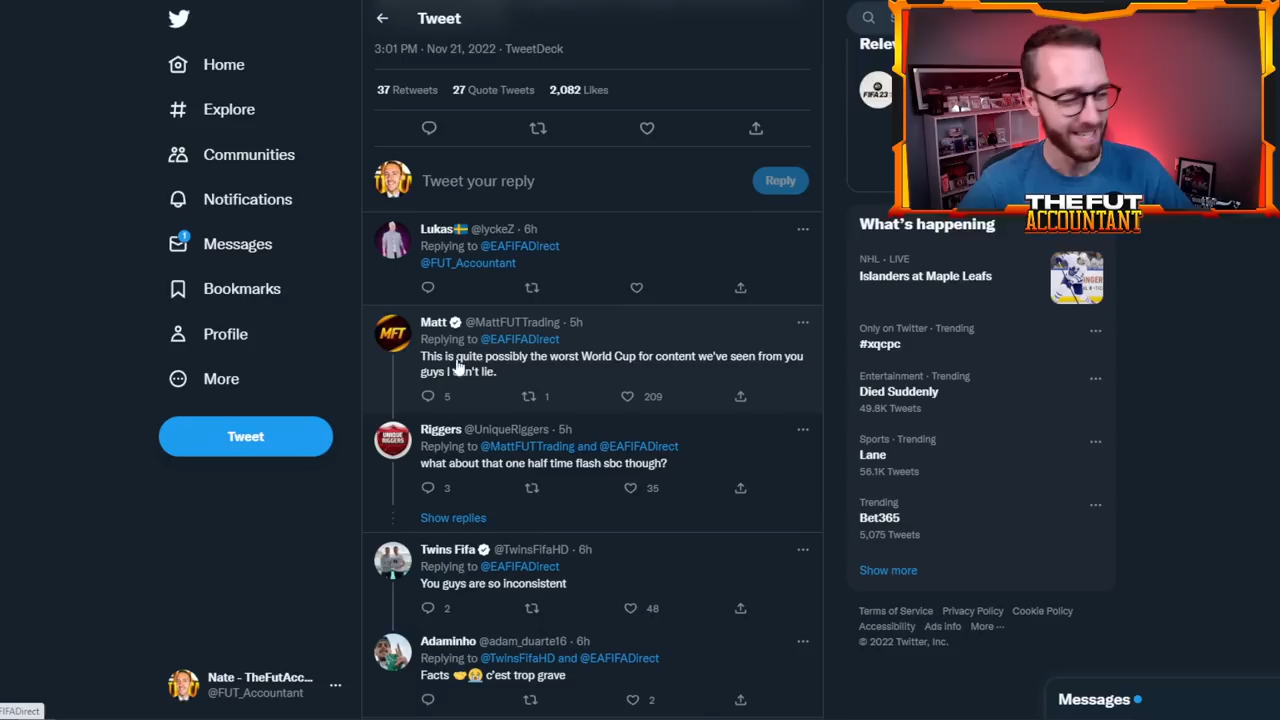 Tweet
3:01 PM · Nov 21, 2022 · TweetDeck
37 Retweets 27 Quote Tweets 2,082 Likes
Tweet your reply
Reply
Lukas🇸🇪 @lyckeZ · 6h
Replying to @EAFIFADirect
@FUT_Accountant
Matt @MattFUTTrading · 5h
MFT
Replying to @EAFIFADirect
This is quite possibly the worst World Cup for content we've seen from you
guys I won't lie.
5 1 209
Riggers @UniqueRiggers · 5h
UNIQUE
RIGGERS
Replying to @MattFUTTrading and @EAFIFADirect
what about that one half time flash sbc though?
3 35
Show replies
Twins Fifa @TwinsFifaHD · 6h
Replying to @EAFIFADirect
You guys are so inconsistent
2 48
Adaminho @adam_duarte16 · 6h
Replying to @TwinsFifaHD and @EAFIFADirect
Facts 🤝😭 c'est trop grave
2
Home
Explore
Communities
Notifications
1
Messages
Bookmarks
Profile
More
Tweet
Nate - TheFutAcc...
@FUT_Accountant
FIFADirect
Rele
FIFA23
THE FUT
ACCOUNTANT
What's happening
NHL · LIVE
Islanders at Maple Leafs
Only on Twitter · Trending
#xqcpc
Entertainment · Trending
Died Suddenly
49.8K Tweets
Sports · Trending
Lane
56.1K Tweets
Trending
Bet365
5,075 Tweets
Show more
Terms of Service Privacy Policy Cookie Policy
Accessibility Ads info More ···
© 2022 Twitter, Inc.
Messages